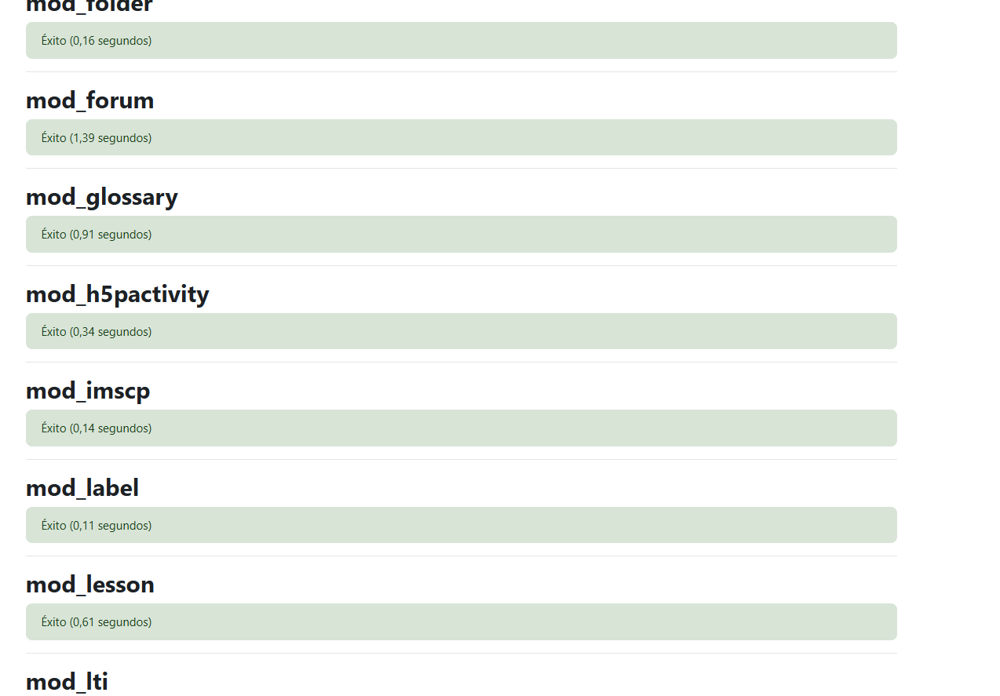 mod_folder
Éxito (0,16 segundos)
mod_forum
Éxito (1,39 segundos)
mod_glossary
Éxito (0,91 segundos)
mod_h5pactivity
Éxito (0,34 segundos)
mod_imscp
Éxito (0,14 segundos)
mod_label
Éxito (0,11 segundos)
mod_lesson
Éxito (0,61 segundos)
mod_lti